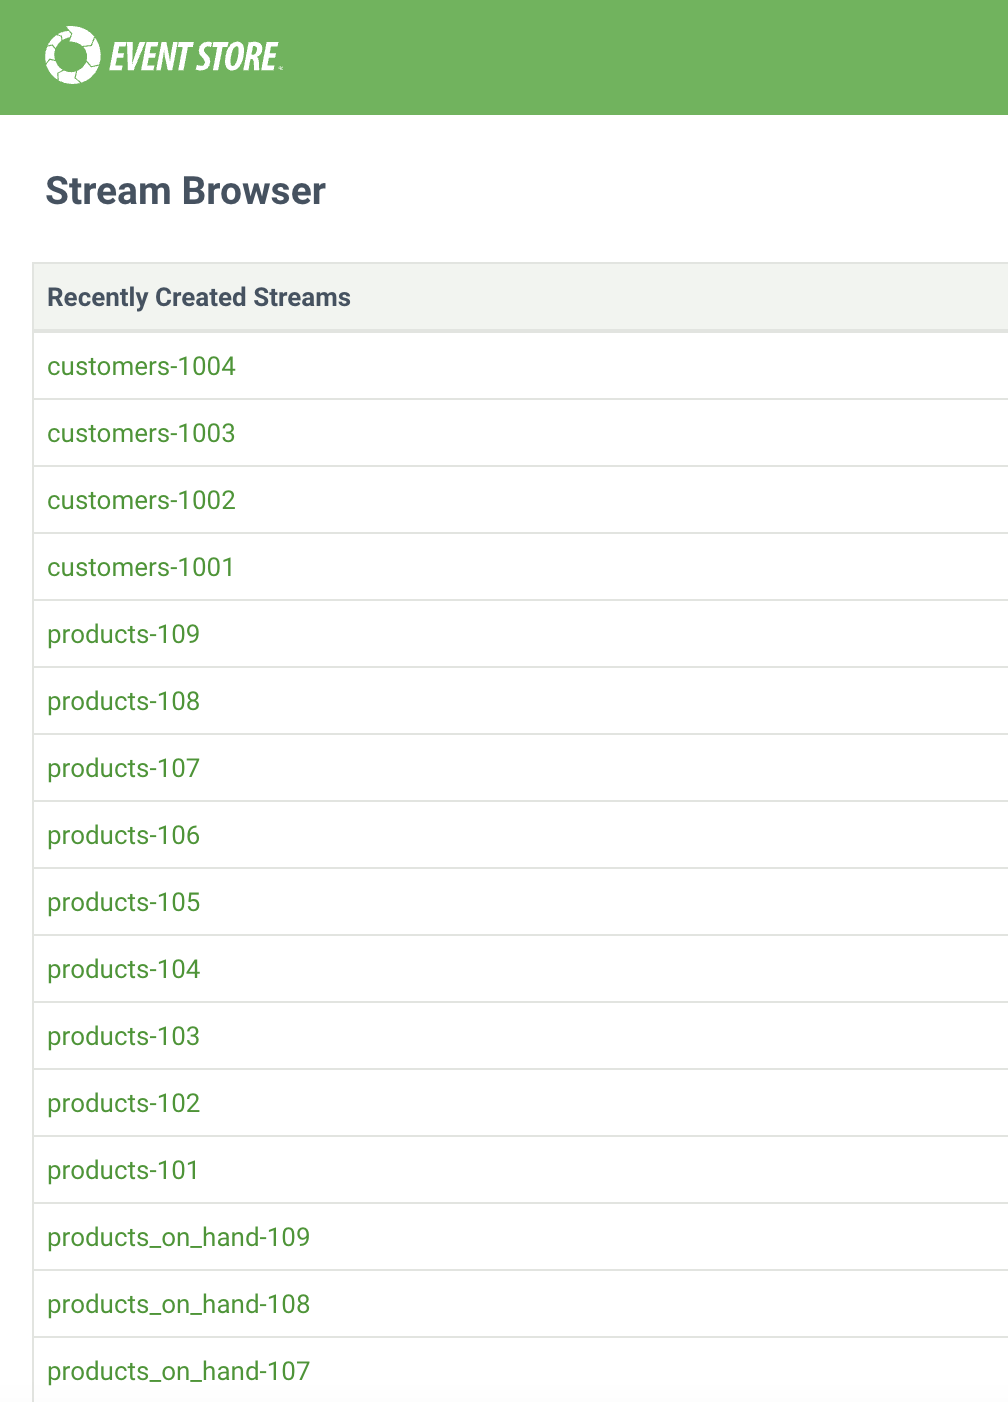 EVENT STORE
Stream Browser
Recently Created Streams
customers-1004
customers-1003
customers-1002
customers-1001
products-109
products-108
products-107
products-106
products-105
products-104
products-103
products-102
products-101
products_on_hand-109
products_on_hand-108
products_on_hand-107